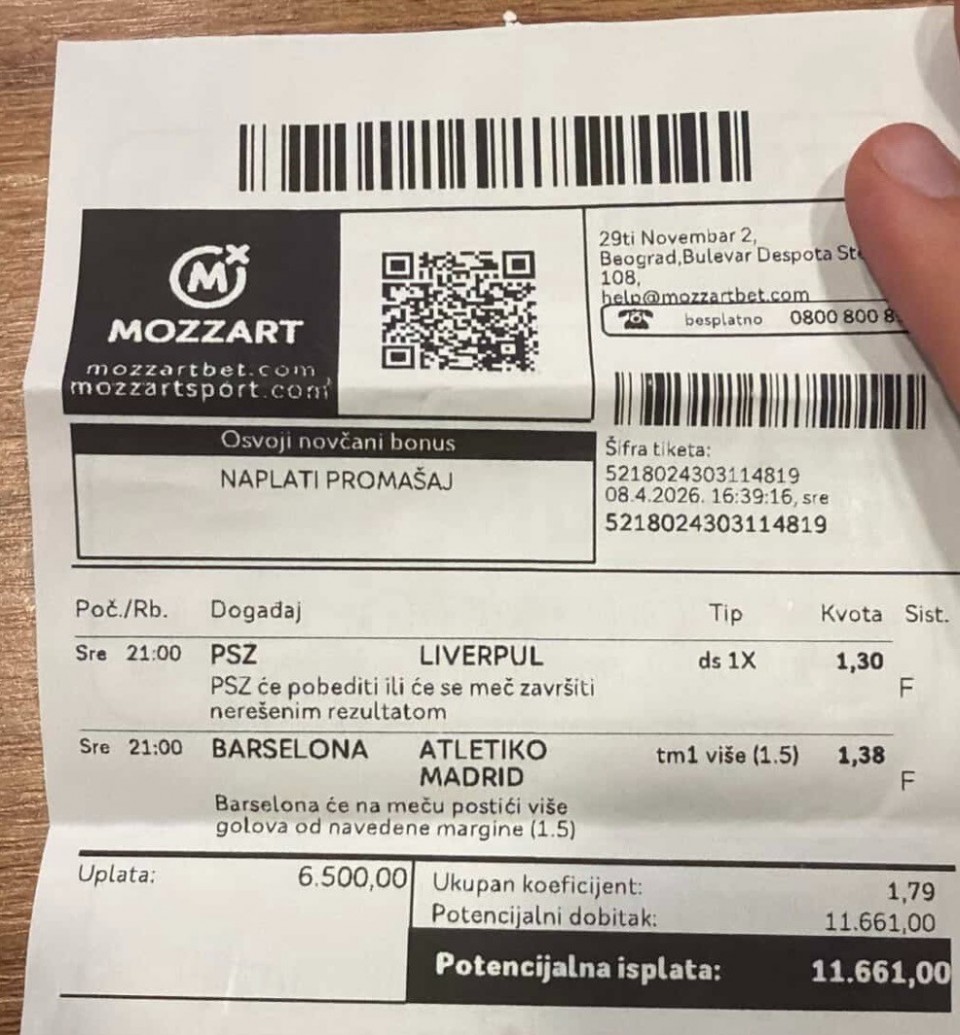 MOZZART
mozzartbet.com
mozzartsport.com
29ti Novembar 2,
Beograd,Bulevar Despota
108,
help@mozzartbet.com
besplatno 0800 800
Osvoji novčani bonus
NAPLATI PROMAŠAJ
Šifra tiketa:
5218024303114819
08.4.2026. 16:39:16, sre
5218024303114819
Poč./Rb. Događaj Tip Kvota Sist.
Sre 21:00 PSŽ LIVERPUL ds 1X 1,30
PSŽ će pobediti ili će se meč završiti F
nerešenim rezultatom
Sre 21:00 BARSELONA ATLETIKO tm1 više (1.5) 1,38
MADRID F
Barselona će na meču postići više
golova od navedene margine (1.5)
Uplata: 6.500,00
Ukupan koeficijent: 1,79
Potencijalni dobitak: 11.661,00
Potencijalna isplata: 11.661,00